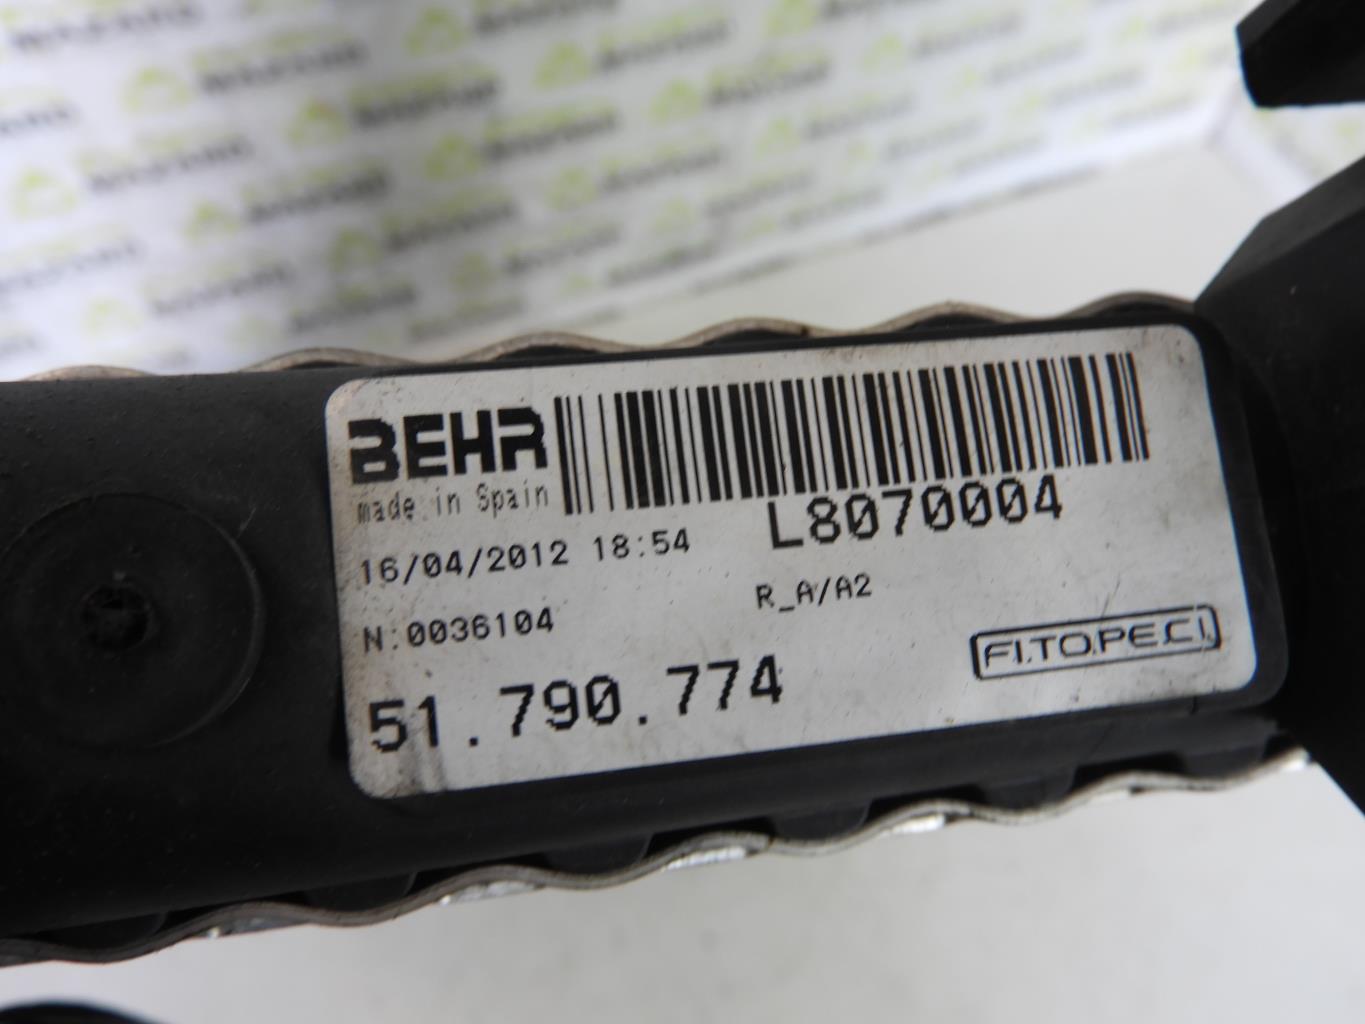 BEHR
made in Spain
L8070004
16/04/2012 18:54
R_A/A2
N:0036104
51.790.774
FI.TO.PE.C.I.